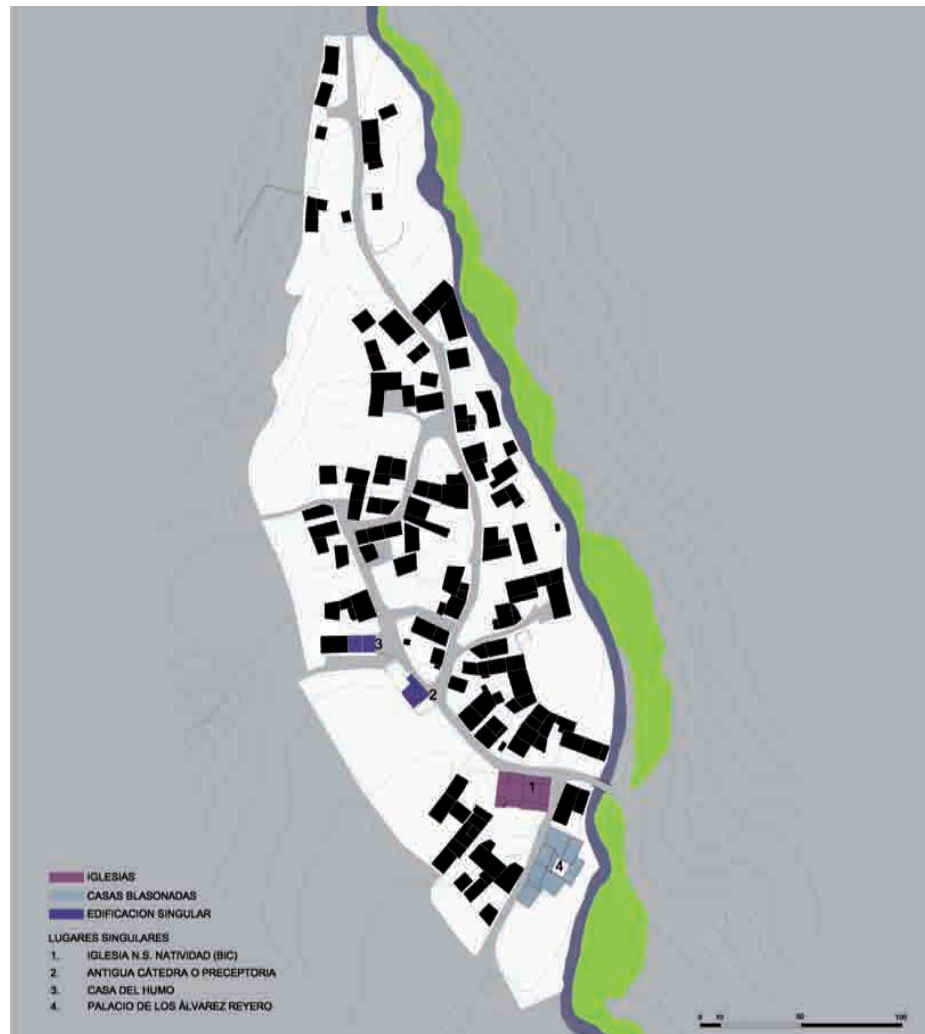 3
2
1
4
IGLESIAS
CASAS BLASONADAS
EDIFICACION SINGULAR
LUGARES SINGULARES
1. IGLESIA N.S. NATIVIDAD (BIC)
2. ANTIGUA CÁTEDRA O PRECEPTORIA
3. CASA DEL HUMO
4. PALACIO DE LOS ÁLVAREZ REYERO
0 10 50 100